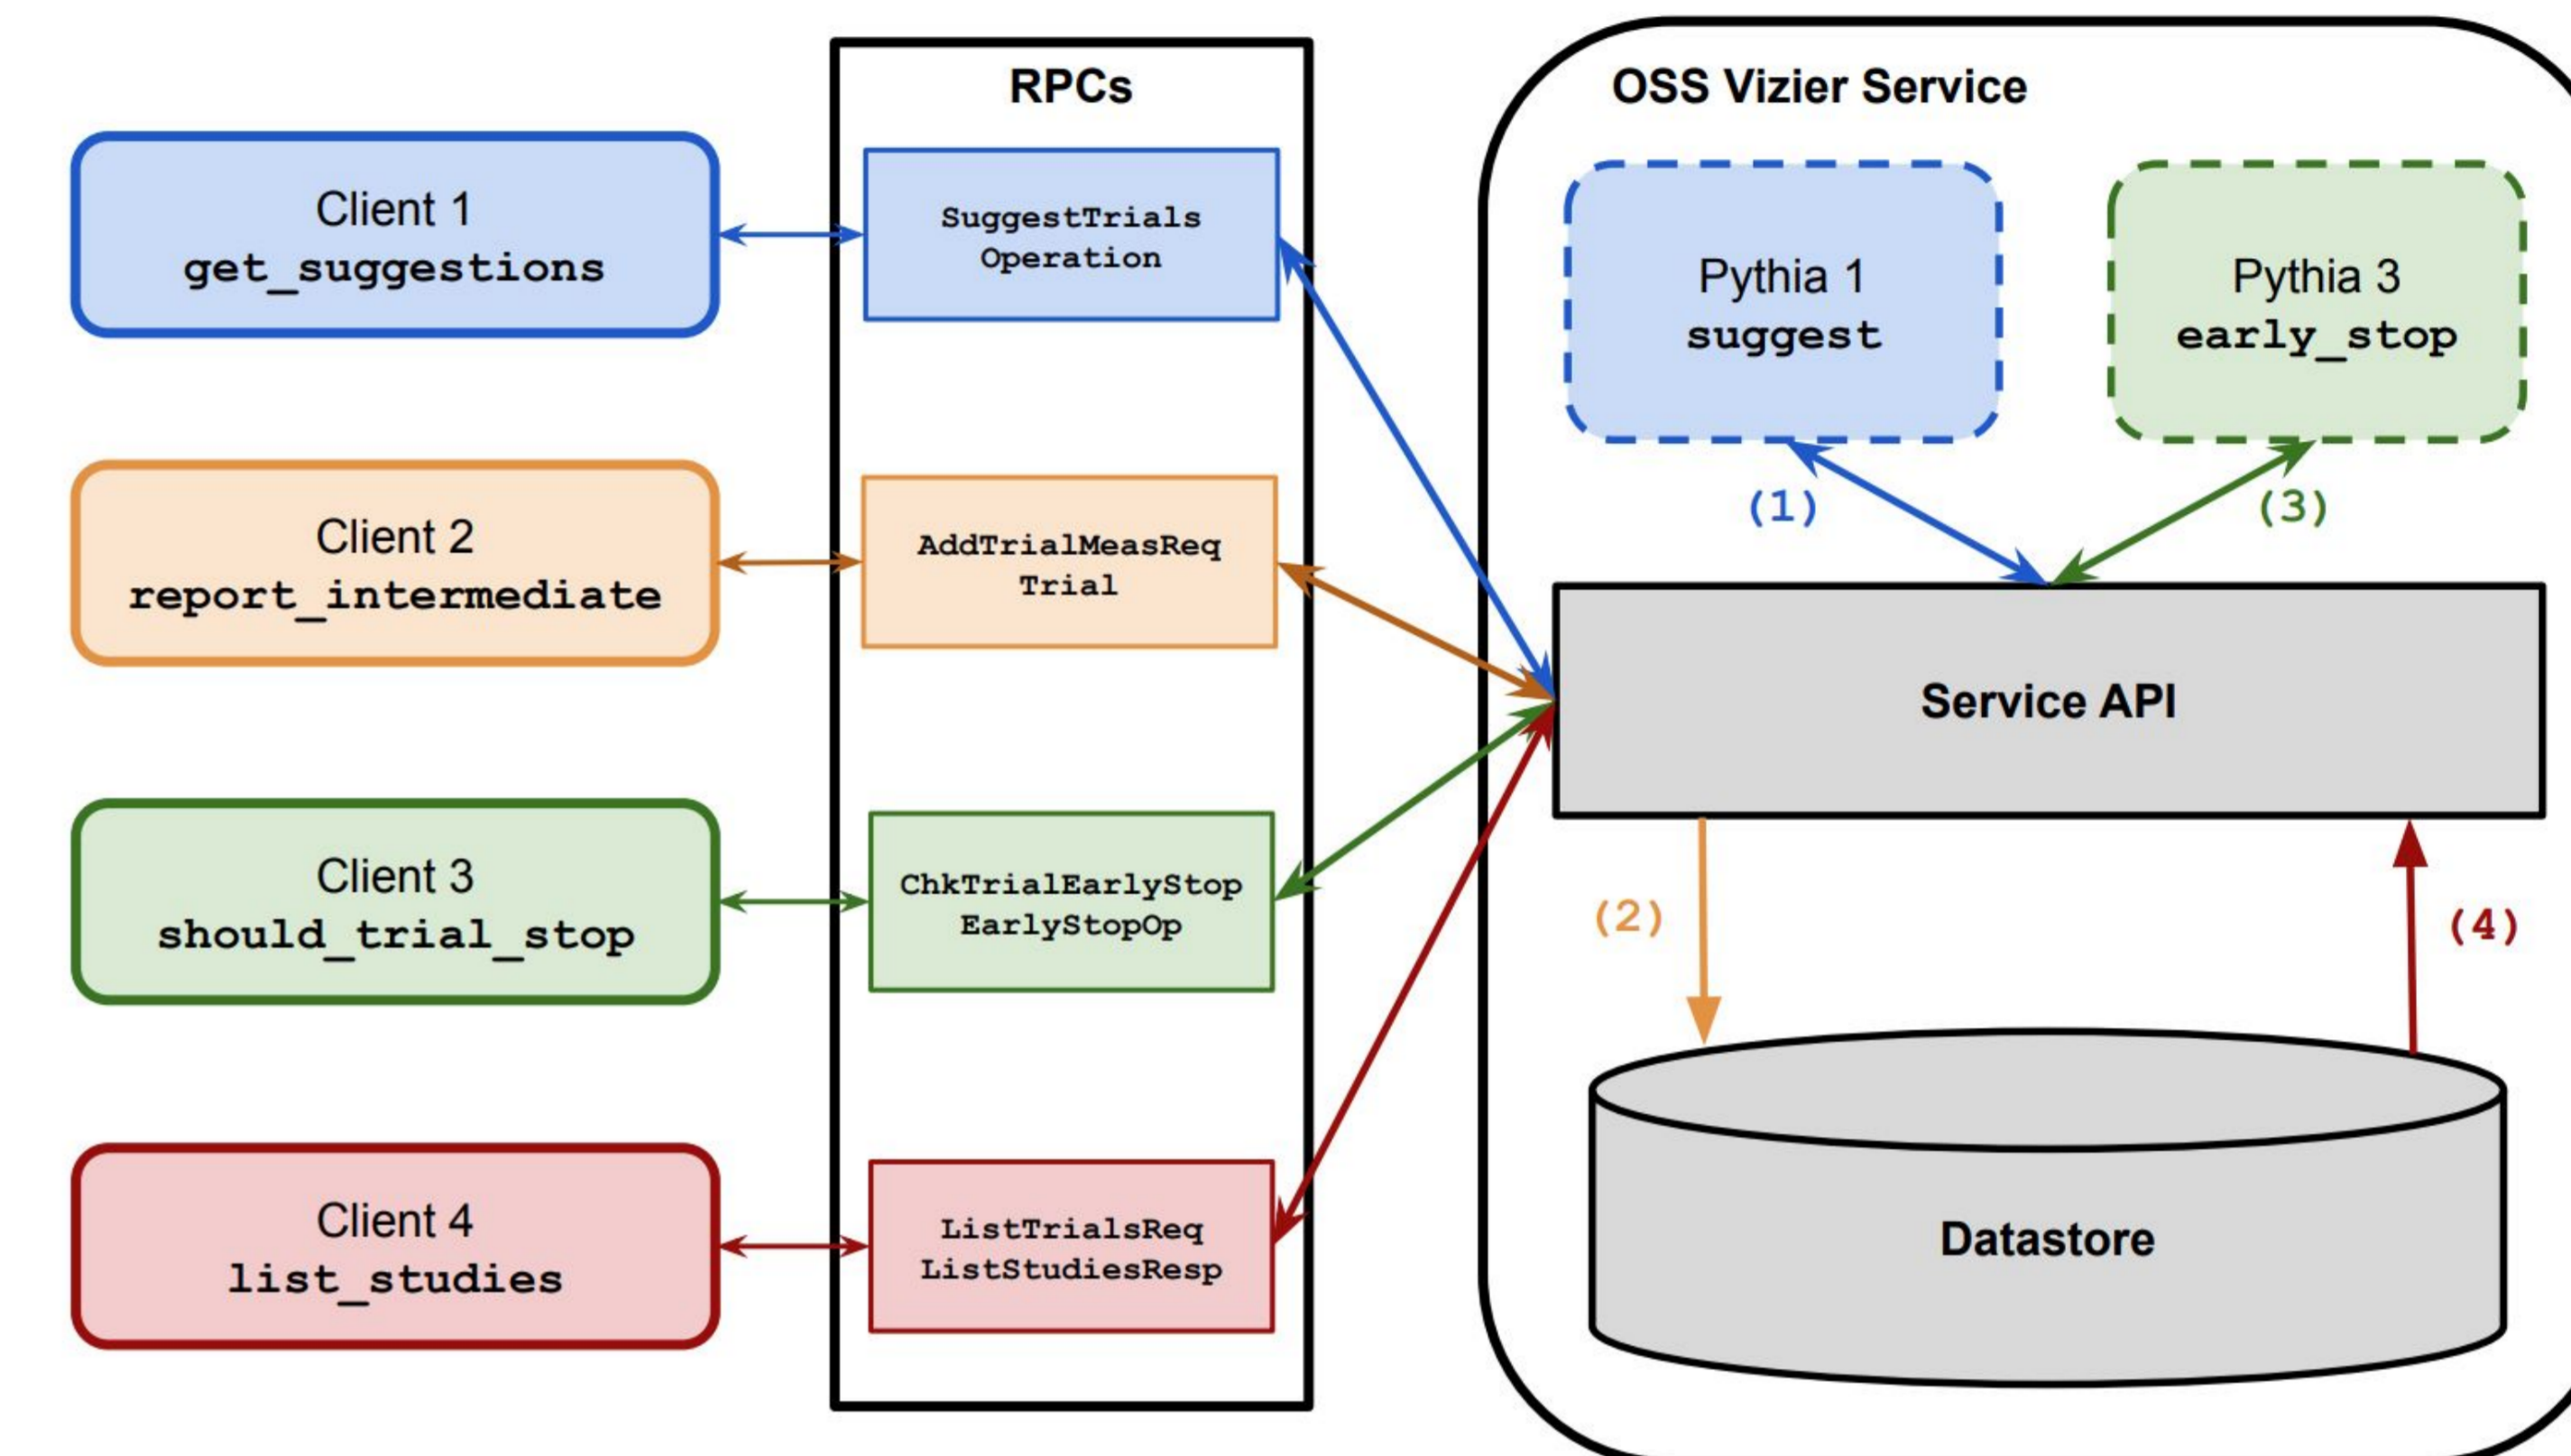 RPCs
OSS Vizier Service
Client 1
get_suggestions
SuggestTrials
Operation
Pythia 1
suggest
Pythia 3
early_stop
(1)
(3)
Client 2
report_intermediate
AddTrialMeasReq
Trial
Service API
Client 3
should_trial_stop
ChkTrialEarlyStop
EarlyStopOp
(2)
(4)
Client 4
list_studies
ListTrialsReq
ListStudiesResp
Datastore